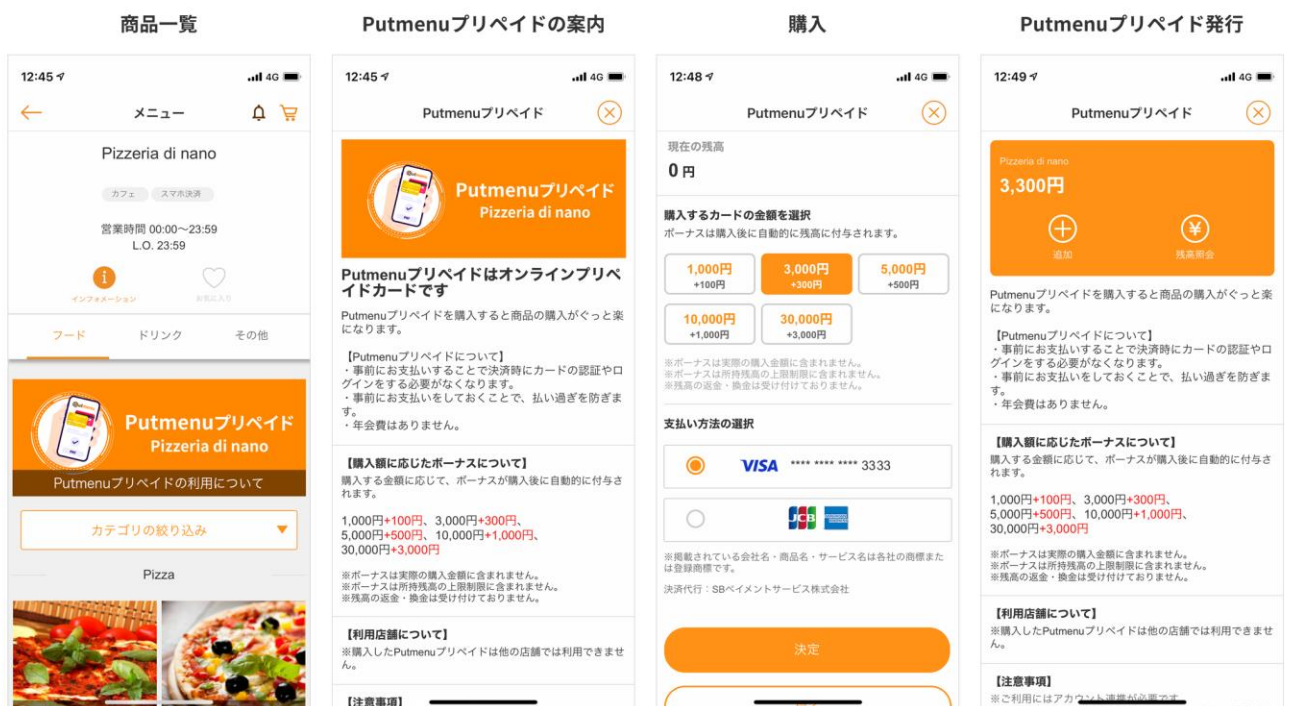 商品一覧
12:45
4G
メニュー
Pizzeria di nano
カフェ
スマホ決済
営業時間 00:00〜23:59
L.O. 23:59
インフォメーション
お気に入り
フード
ドリンク
その他
Putmenuプリペイド
Pizzeria di nano
Putmenuプリペイドの利用について
カテゴリの絞り込み
Pizza
Putmenuプリペイドの案内
12:45
4G
Putmenuプリペイド
Putmenuプリペイド
Pizzeria di nano
Putmenuプリペイドはオンラインプリペ
イドカードです
Putmenuプリペイドを購入すると商品の購入がぐっと楽
になります。
【Putmenuプリペイドについて】
・事前にお支払いすることで決済時にカードの認証やロ
グインをする必要がなくなります。
・事前にお支払いをしておくことで、払い過ぎを防ぎま
す。
・年会費はありません。
【購入額に応じたボーナスについて】
購入する金額に応じて、ボーナスが購入後に自動的に付与さ
れます。
1,000円+100円、3,000円+300円、
5,000円+500円、10,000円+1,000円、
30,000円+3,000円
※ボーナスは実際の購入金額に含まれません。
※ボーナスは所持残高の上限制限に含まれません。
※残高の返金・換金は受け付けておりません。
【利用店舗について】
※購入したPutmenuプリペイドは他の店舗では利用できませ
ん。
【注意事項】
購入
12:48
4G
Putmenuプリペイド
現在の残高
0 円
購入するカードの金額を選択
ボーナスは購入後に自動的に残高に付与されます。
1,000円
+100円
3,000円
+300円
5,000円
+500円
10,000円
+1,000円
30,000円
+3,000円
※ボーナスは実際の購入金額に含まれません。
※ボーナスは所持残高の上限制限に含まれません。
※残高の返金・換金は受け付けておりません。
支払い方法の選択
VISA **** **** **** 3333
JCB
※掲載されている会社名・商品名・サービス名は各社の商標また
は登録商標です。
決済代行：SBペイメントサービス株式会社
決定
Putmenuプリペイド発行
12:49
4G
Putmenuプリペイド
Pizzeria di nano
3,300円
追加
残高照会
Putmenuプリペイドを購入すると商品の購入がぐっと楽
になります。
【Putmenuプリペイドについて】
・事前にお支払いすることで決済時にカードの認証やロ
グインをする必要がなくなります。
・事前にお支払いをしておくことで、払い過ぎを防ぎま
す。
・年会費はありません。
【購入額に応じたボーナスについて】
購入する金額に応じて、ボーナスが購入後に自動的に付与さ
れます。
1,000円+100円、3,000円+300円、
5,000円+500円、10,000円+1,000円、
30,000円+3,000円
※ボーナスは実際の購入金額に含まれません。
※ボーナスは所持残高の上限制限に含まれません。
※残高の返金・換金は受け付けておりません。
【利用店舗について】
※購入したPutmenuプリペイドは他の店舗では利用できませ
ん。
【注意事項】
※ご利用にはアカウント連携が必要です